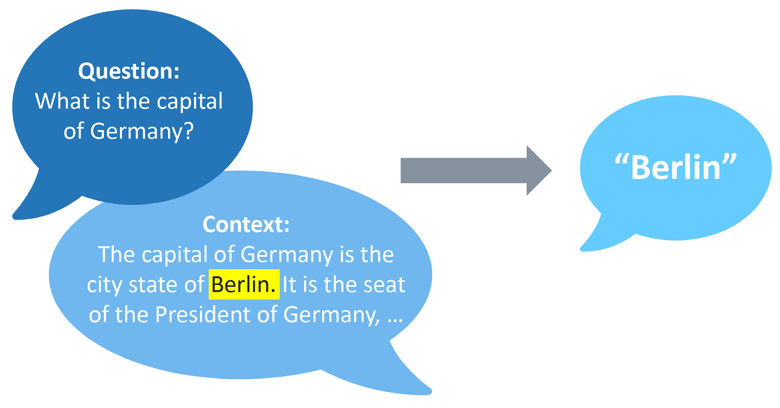 Question:
What is the capital
of Germany?
Context:
The capital of Germany is the
city state of Berlin. It is the seat
of the President of Germany, ...
“Berlin”